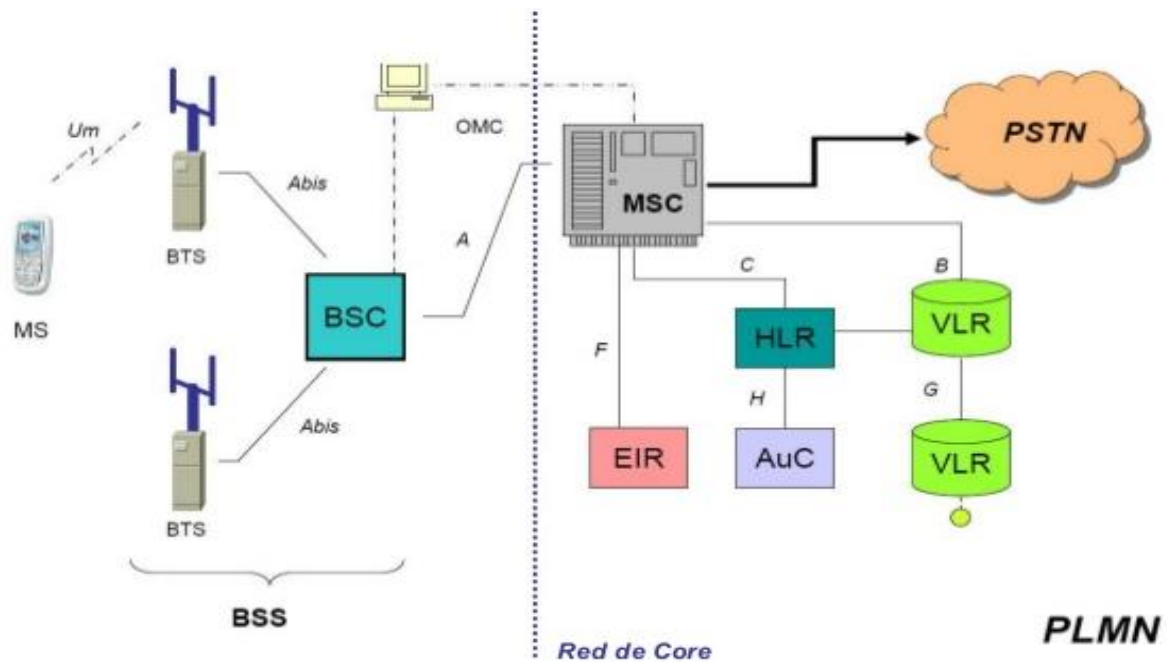 Um
Abis
BTS
MS
OMC
A
BSC
Abis
BTS
BSS
MSC
PSTN
C
B
HLR
VLR
F
H
G
EIR
AuC
VLR
Red de Core
PLMN